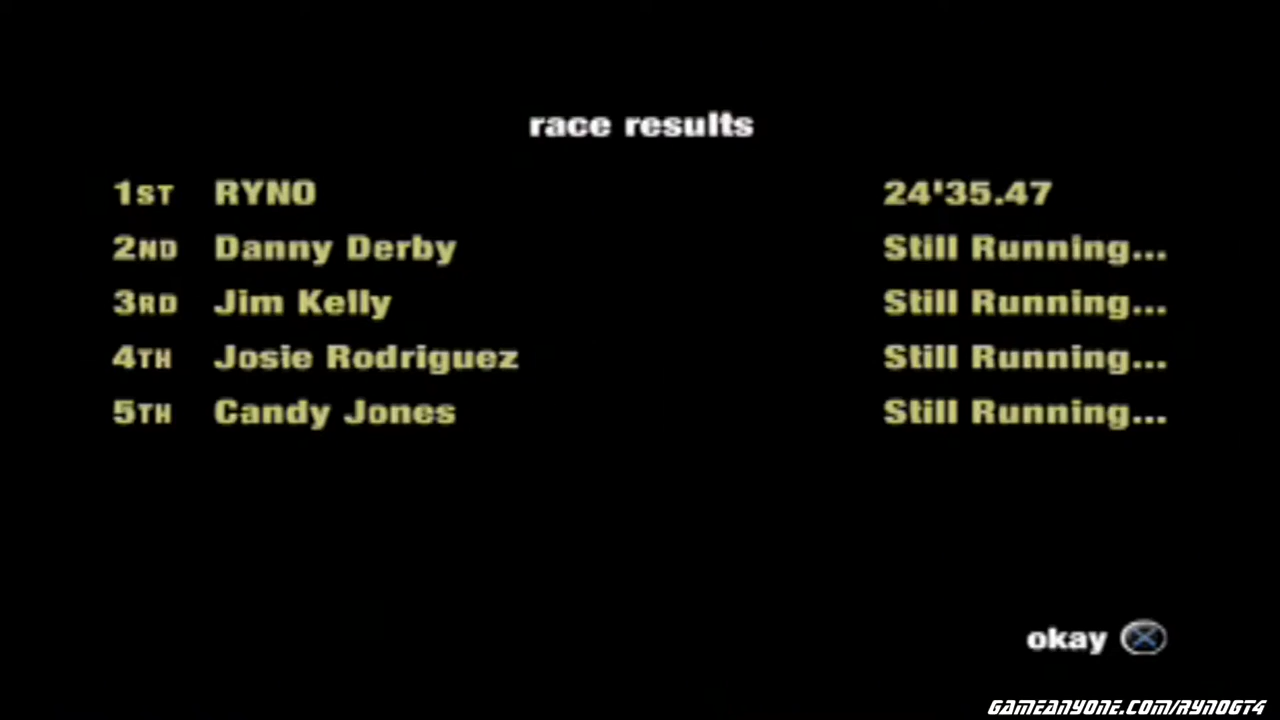 race results
1ST RYNO 24'35.47
2ND Danny Derby Still Running...
3RD Jim Kelly Still Running...
4TH Josie Rodriguez Still Running...
5TH Candy Jones Still Running...
okay
GAMEANYONE.COM/RYNOGT4